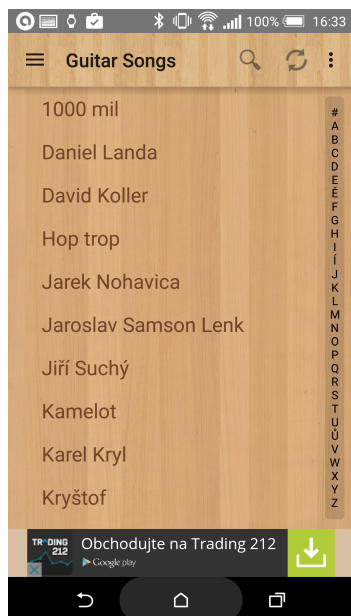 100% 16:33
Guitar Songs
1000 mil
Daniel Landa
David Koller
Hop trop
Jarek Nohavica
Jaroslav Samson Lenk
Jiří Suchý
Kamelot
Karel Kryl
Kryštof
#
A
B
C
D
E
É
F
G
H
I
Í
J
K
L
M
N
O
P
Q
R
S
T
U
Ů
V
W
X
Y
Z
TRADING
212
Obchodujte na Trading 212
Google play